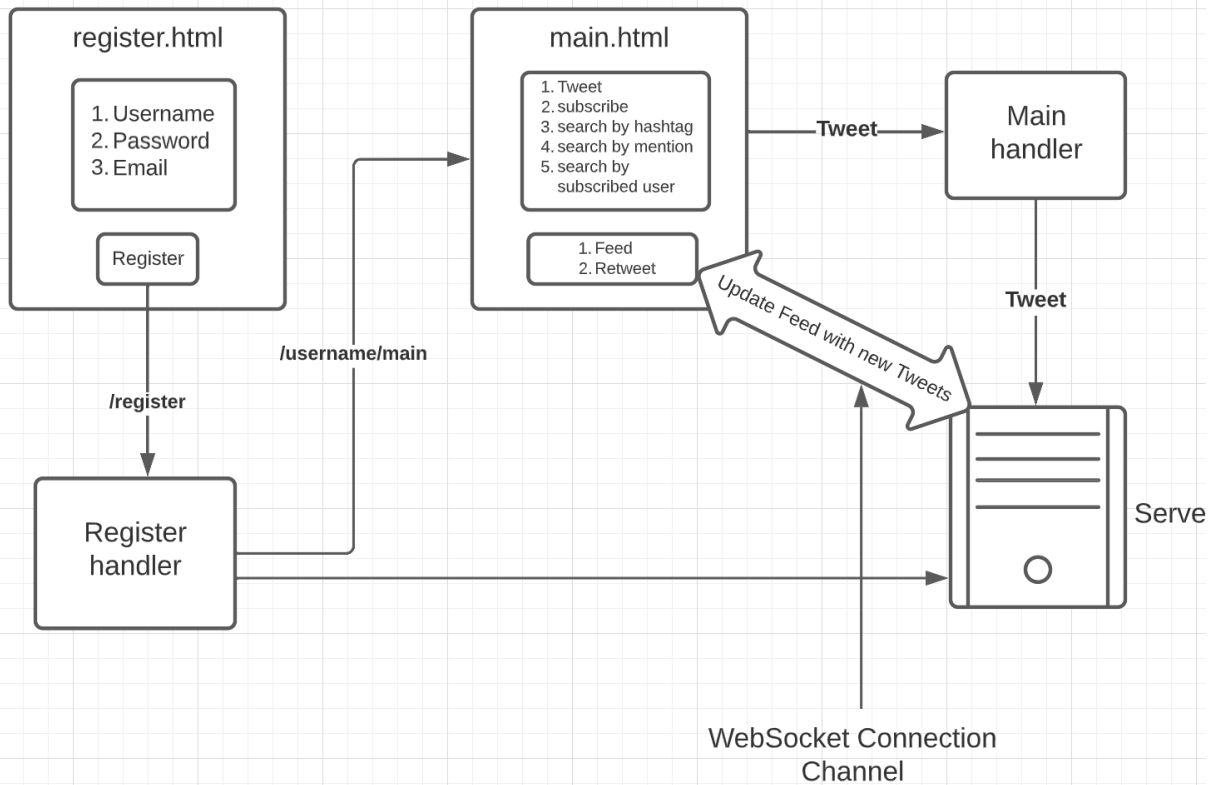 register.html
1. Username
2. Password
3. Email
Register
/register
Register
handler
/username/main
main.html
1. Tweet
2. subscribe
3. search by hashtag
4. search by mention
5. search by
subscribed user
1. Feed
2. Retweet
Tweet
Main
handler
Tweet
Update Feed with new Tweets
Serve
WebSocket Connection
Channel